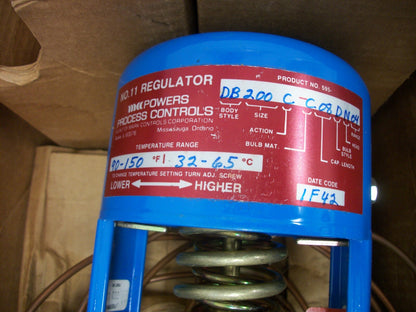 NO. 11 REGULATOR
PRODUCT NO. 595-
POWERS
PROCESS CONTROLS
DB 200 C C 08 D N 04
BODY STYLE
SIZE
ACTION
BULB MAT.
CAP. LENGTH
BULB STYLE
RANGE
Mississauga, Ontario
TEMPERATURE RANGE
-150 °F 32-65 °C
TO CHANGE TEMPERATURE SETTING TURN ADJ. SCREW
LOWER HIGHER
DATE CODE
1F42